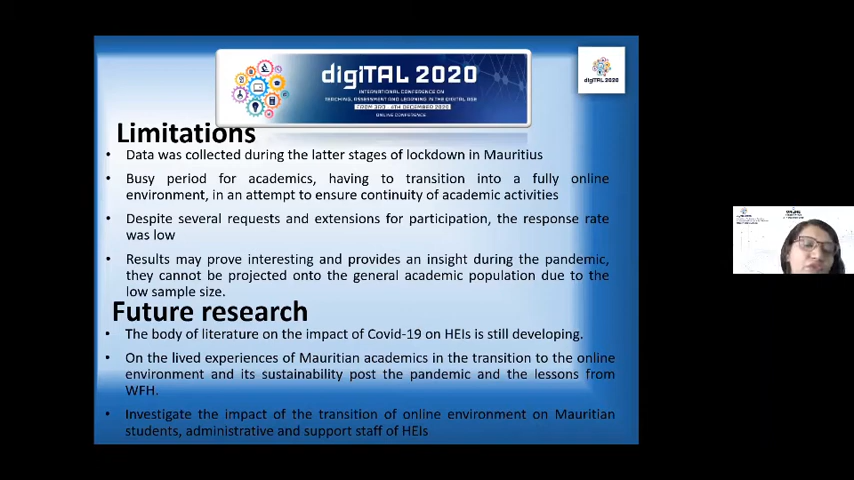 digiTAL 2020
INTERNATIONAL CONFERENCE ON
TEACHING, ASSESSMENT AND LEARNING IN THE DIGITAL AGE
FROM 3RD - 4TH DECEMBER 2020
ONLINE CONFERENCE
digiTAL 2020
Limitations
• Data was collected during the latter stages of lockdown in Mauritius
• Busy period for academics, having to transition into a fully online
environment, in an attempt to ensure continuity of academic activities
• Despite several requests and extensions for participation, the response rate
was low
• Results may prove interesting and provides an insight during the pandemic,
they cannot be projected onto the general academic population due to the
low sample size.
Future research
• The body of literature on the impact of Covid-19 on HEIs is still developing.
• On the lived experiences of Mauritian academics in the transition to the online
environment and its sustainability post the pandemic and the lessons from
WFH.
• Investigate the impact of the transition of online environment on Mauritian
students, administrative and support staff of HEIs